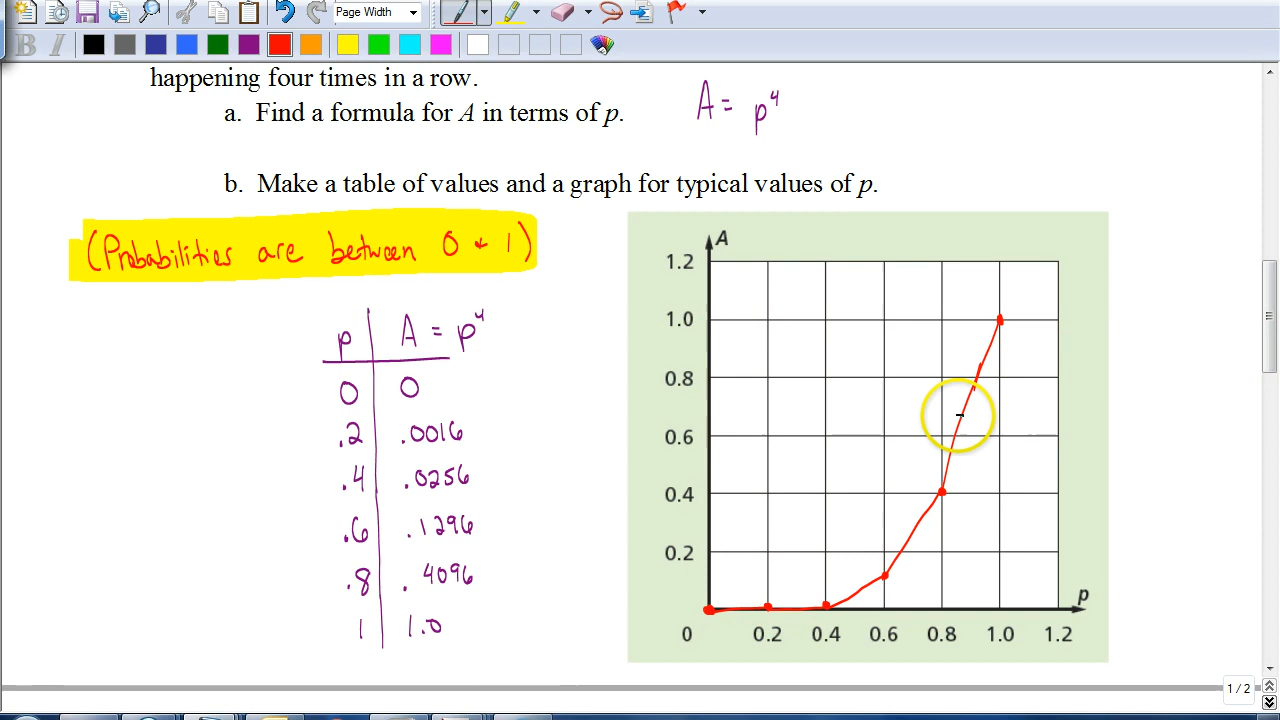 Page Width
B I
happening four times in a row.
a. Find a formula for A in terms of p.
A = p⁴
b. Make a table of values and a graph for typical values of p.
(Probabilities are between 0 + 1)
p A = p⁴
0 0
.2 .0016
.4 .0256
.6 .1296
.8 .4096
1 1.0
A
1.2
1.0
0.8
0.6
0.4
0.2
p
0 0.2 0.4 0.6 0.8 1.0 1.2
1 / 2